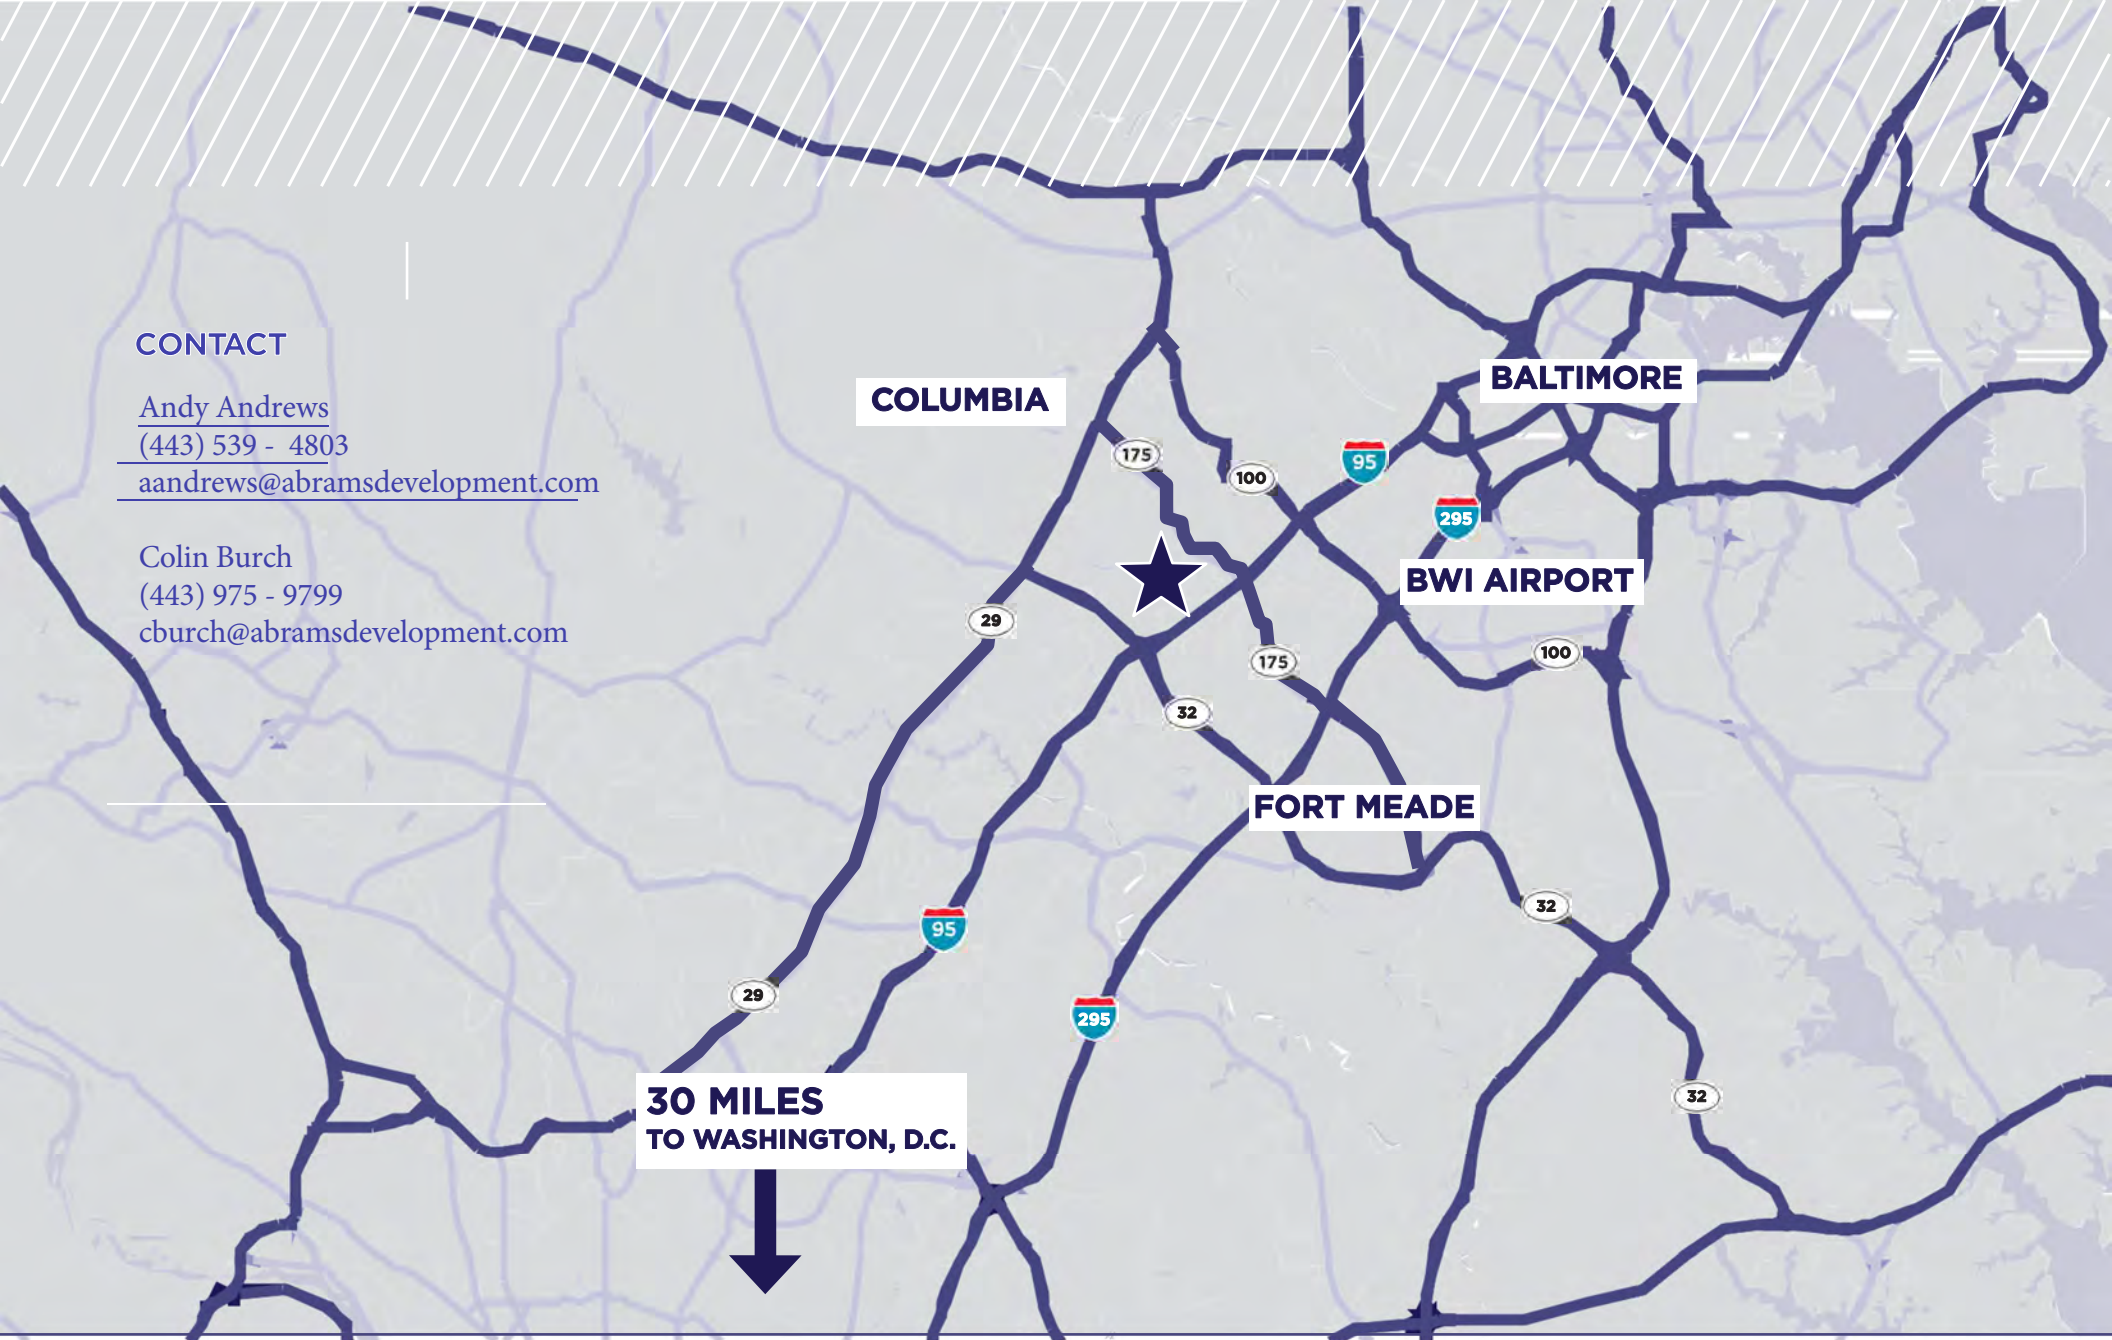 CONTACT
Andy Andrews
(443) 539 -  4803
aandrews@abramsdevelopment.com
Colin Burch
(443) 975 - 9799
cburch@abramsdevelopment.com
COLUMBIA
BALTIMORE
175
100
95
295
BWI AIRPORT
29
100
175
32
FORT MEADE
32
95
29
295
32
30 MILES
TO WASHINGTON, D.C.